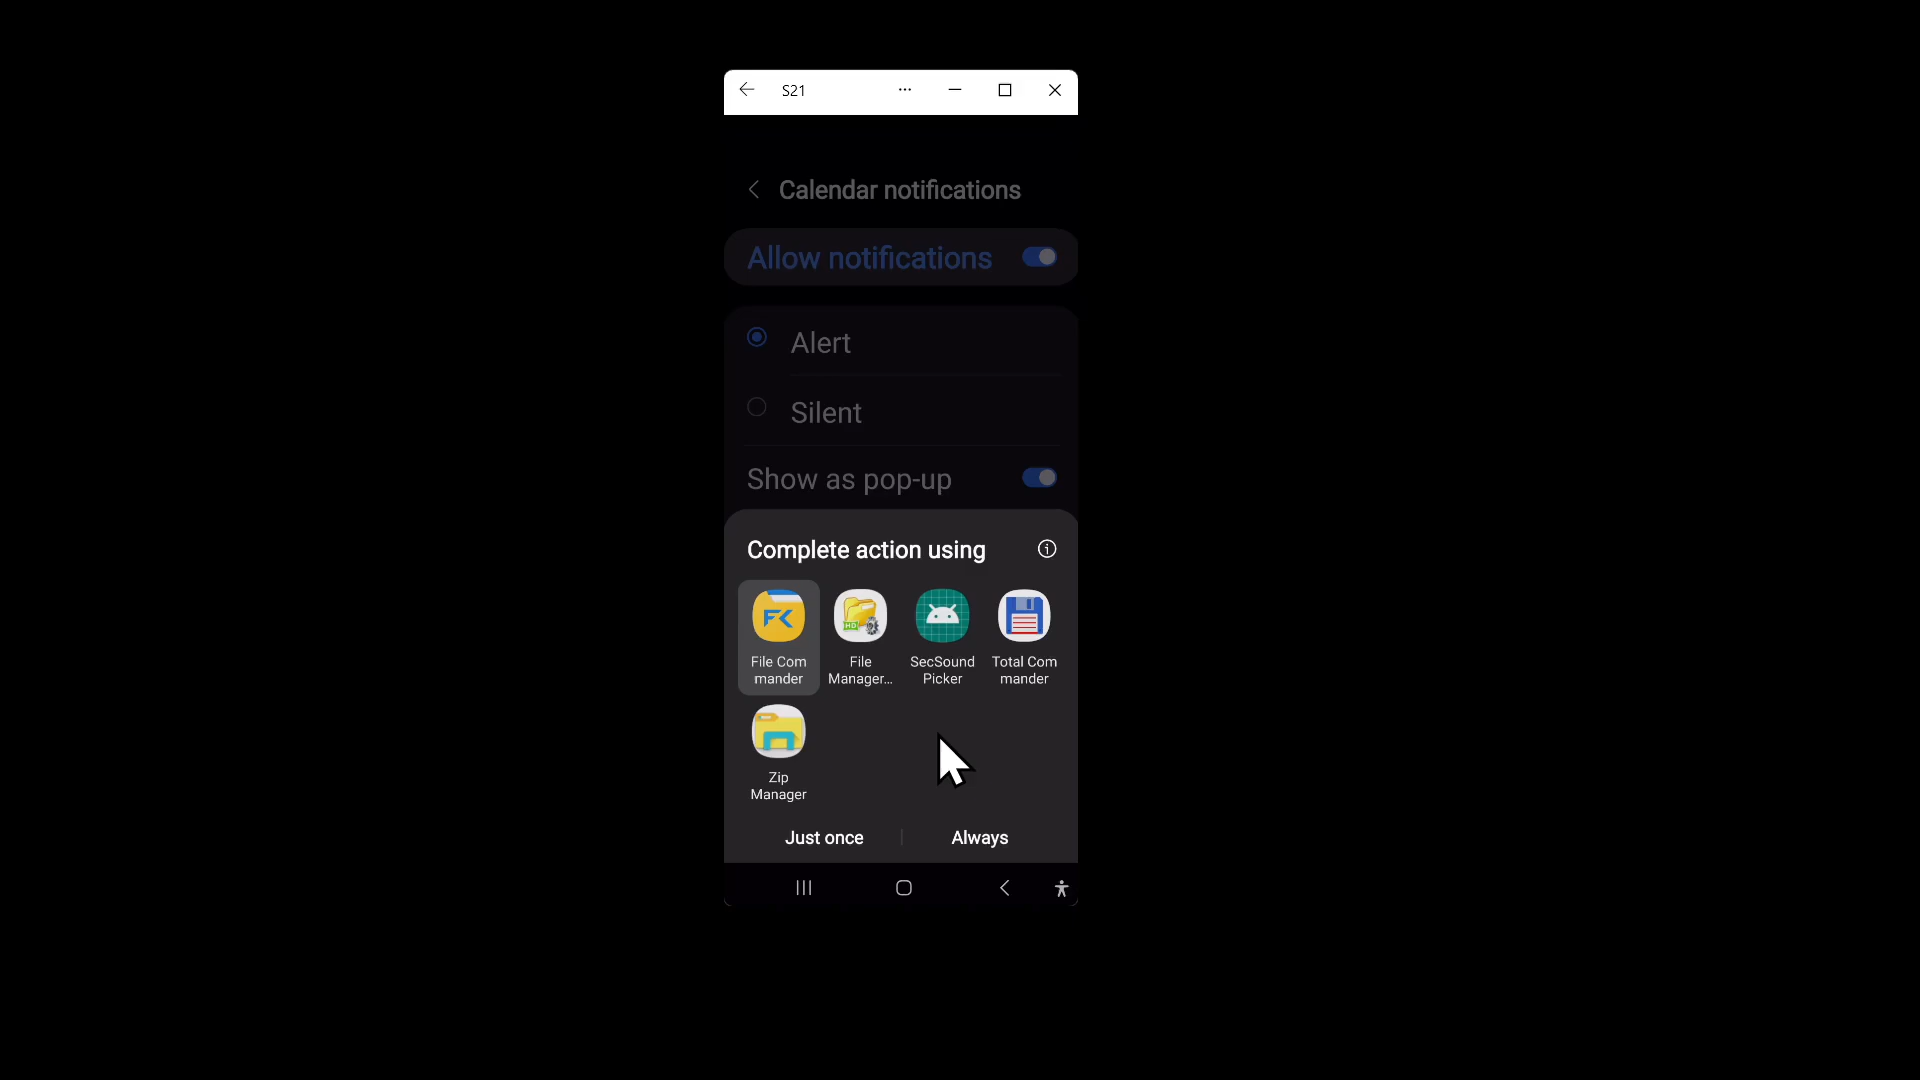 S21
Calendar notifications
Allow notifications
Alert
Silent
Show as pop-up
Complete action using
File Com
mander
File
Manager...
SecSound
Picker
Total Com
mander
Zip
Manager
Just once
Always